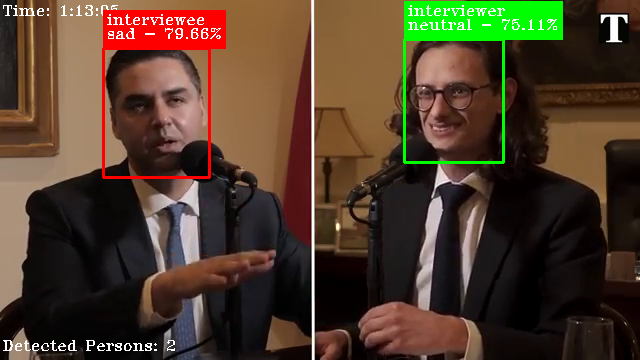 Time: 1:13:05
interviewee
sad - 79.66%
interviewer
neutral - 75.11%
T
Detected Persons: 2